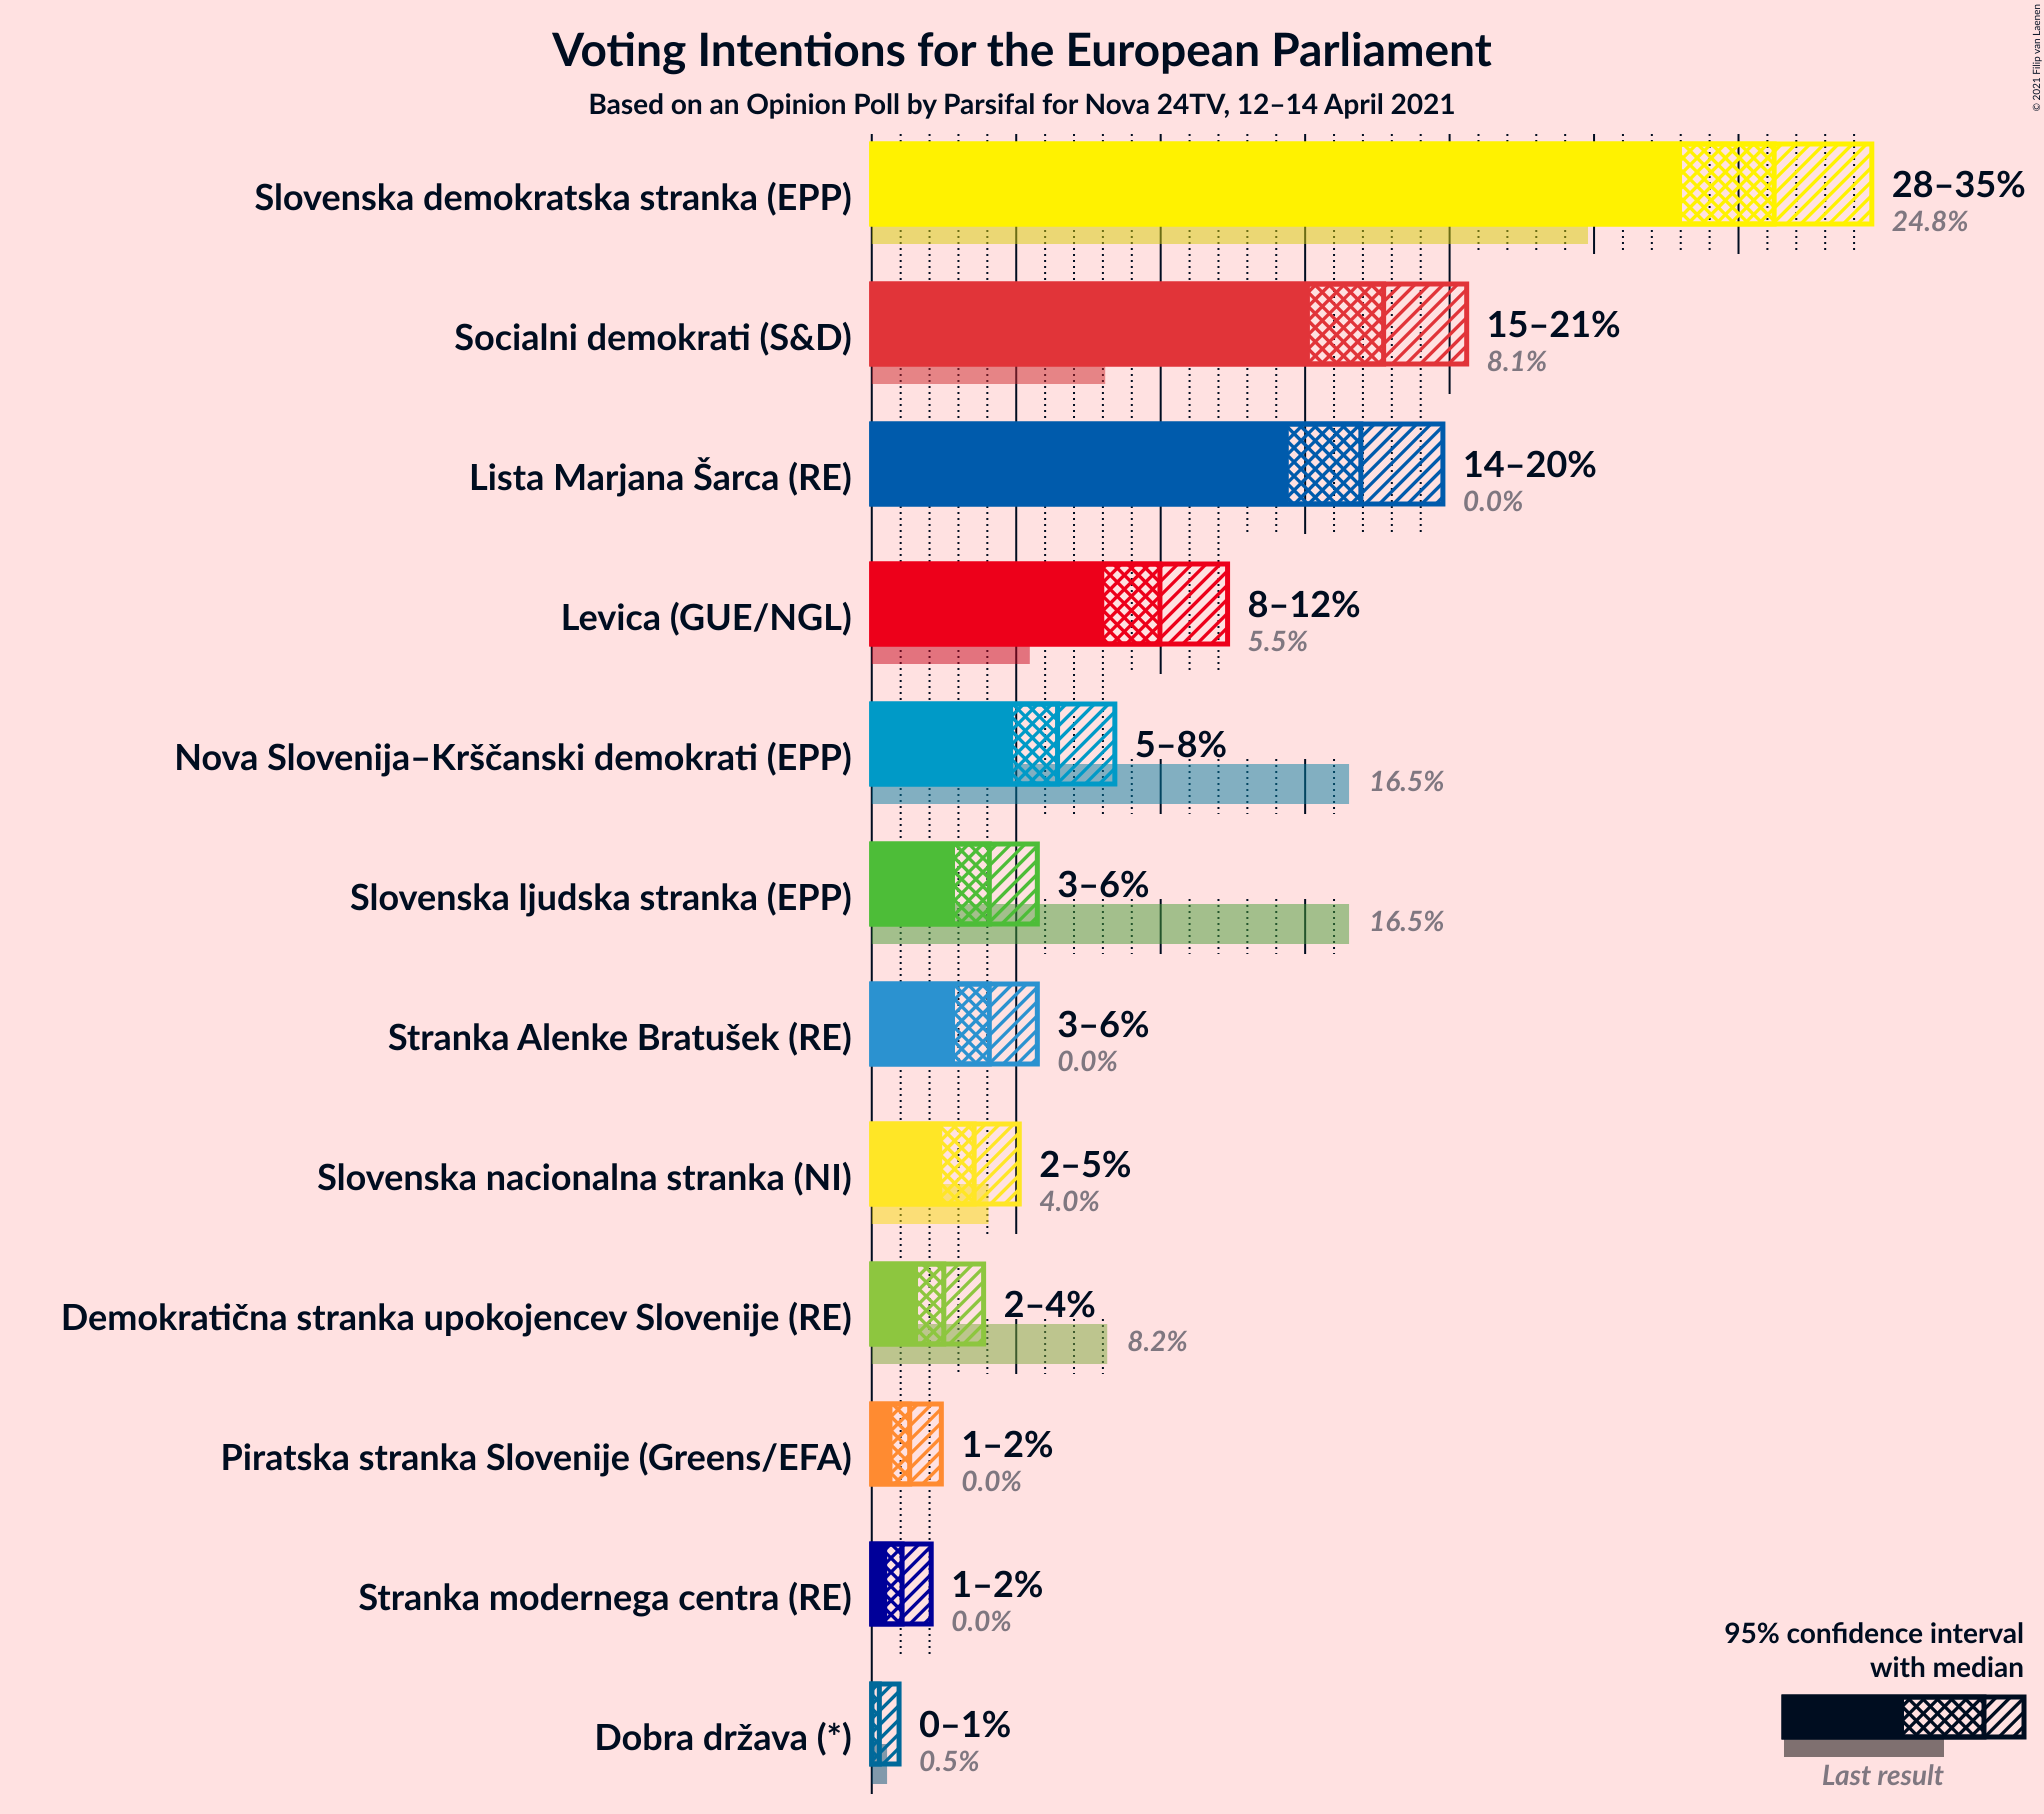 © 2021 Filip van Laenen
Voting Intentions for the European Parliament
Based on an Opinion Poll by Parsifal for Nova 24TV, 12–14 April 2021
Slovenska demokratska stranka (EPP)
28–35%
24.8%
Socialni demokrati (S&D)
15–21%
8.1%
Lista Marjana Šarca (RE)
14–20%
0.0%
Levica (GUE/NGL)
8–12%
5.5%
Nova Slovenija–Krščanski demokrati (EPP)
5–8%
16.5%
Slovenska ljudska stranka (EPP)
3–6%
16.5%
Stranka Alenke Bratušek (RE)
3–6%
0.0%
Slovenska nacionalna stranka (NI)
2–5%
4.0%
Demokratična stranka upokojencev Slovenije (RE)
2–4%
8.2%
Piratska stranka Slovenije (Greens/EFA)
1–2%
0.0%
Stranka modernega centra (RE)
1–2%
0.0%
Dobra država (*)
0–1%
0.5%
95% confidence interval
with median
Last result